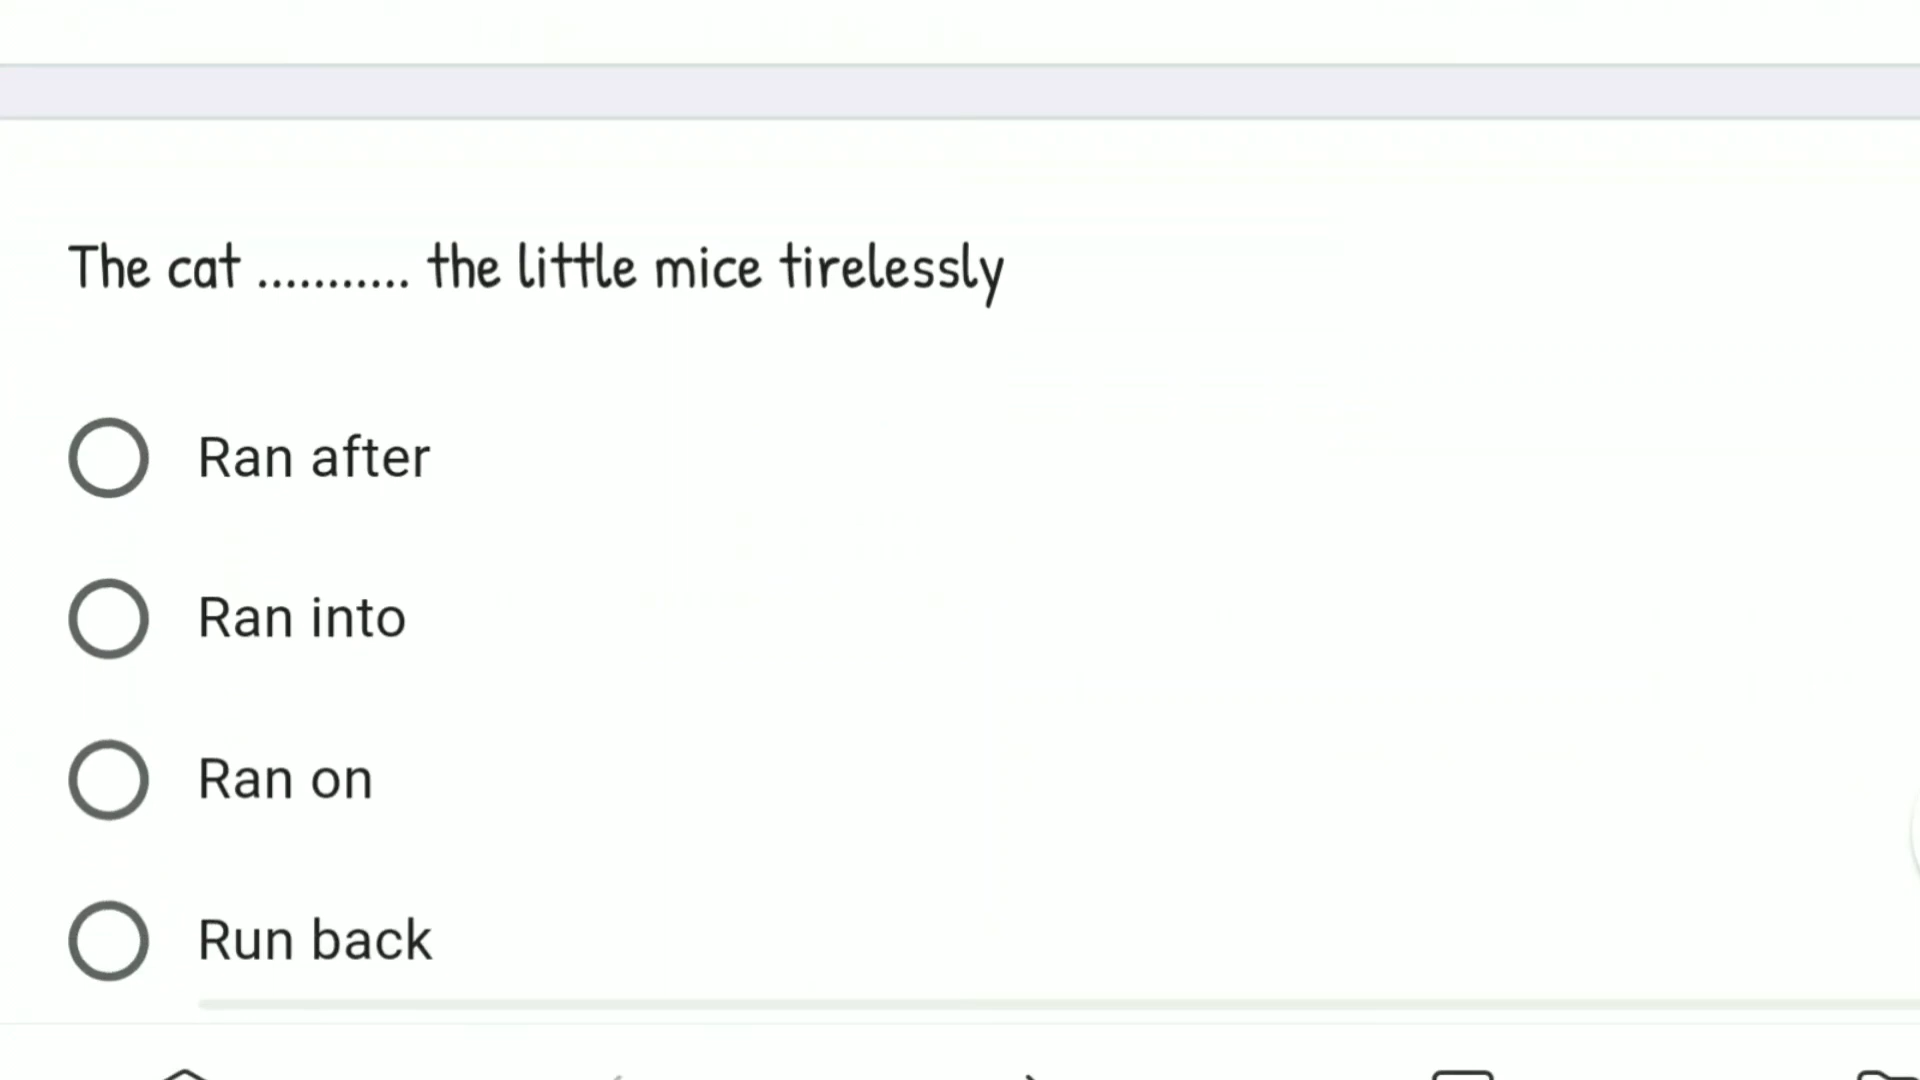 The cat ........... the little mice tirelessly
Ran after
Ran into
Ran on
Run back